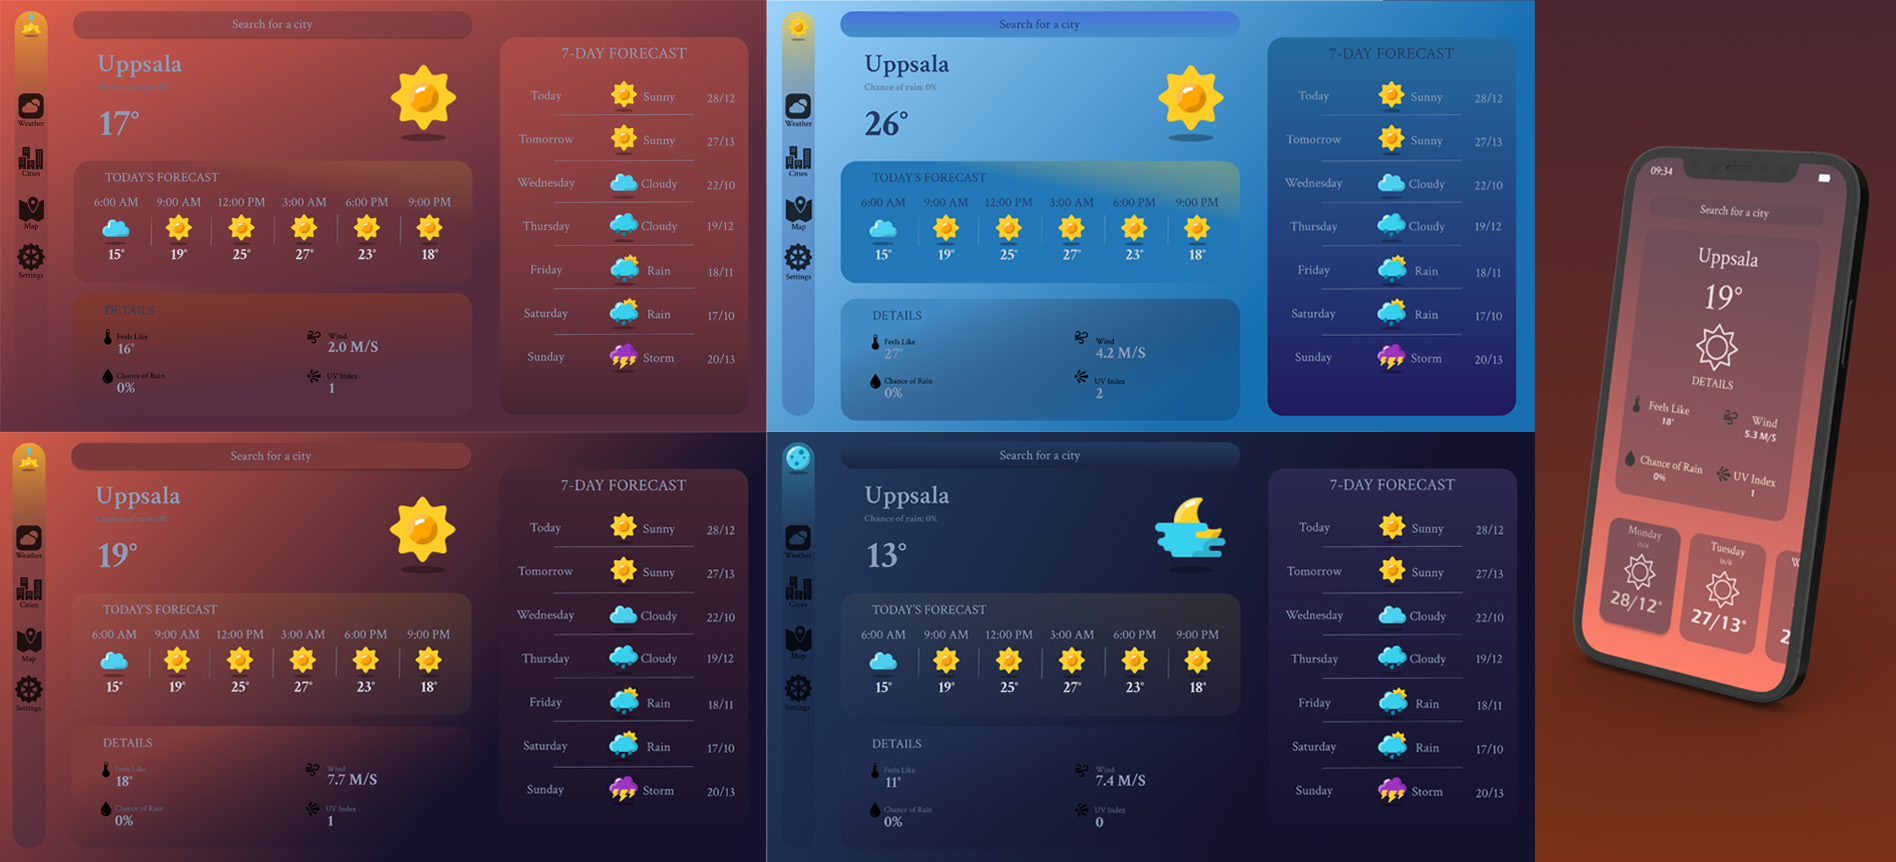 Search for a city
Uppsala
Chance of rain: 0%
17°
Weather
Cities
Map
Settings
TODAY'S FORECAST
6:00 AM 9:00 AM 12:00 PM 3:00 AM 6:00 PM 9:00 PM
15° 19° 25° 27° 23° 18°
DETAILS
Feels Like
16°
Wind
2.0 M/S
Chance of Rain
0%
UV Index
1
7-DAY FORECAST
Today Sunny 28/12
Tomorrow Sunny 27/13
Wednesday Cloudy 22/10
Thursday Cloudy 19/12
Friday Rain 18/11
Saturday Rain 17/10
Sunday Storm 20/13
Search for a city
Uppsala
Chance of rain: 0%
26°
Weather
Cities
Map
Settings
TODAY'S FORECAST
6:00 AM 9:00 AM 12:00 PM 3:00 AM 6:00 PM 9:00 PM
15° 19° 25° 27° 23° 18°
DETAILS
Feels Like
27°
Wind
4.2 M/S
Chance of Rain
0%
UV Index
2
7-DAY FORECAST
Today Sunny 28/12
Tomorrow Sunny 27/13
Wednesday Cloudy 22/10
Thursday Cloudy 19/12
Friday Rain 18/11
Saturday Rain 17/10
Sunday Storm 20/13
Search for a city
Uppsala
Chance of rain: 0%
19°
Weather
Cities
Map
Settings
TODAY'S FORECAST
6:00 AM 9:00 AM 12:00 PM 3:00 AM 6:00 PM 9:00 PM
15° 19° 25° 27° 23° 18°
DETAILS
Feels Like
18°
Wind
7.7 M/S
Chance of Rain
0%
UV Index
1
7-DAY FORECAST
Today Sunny 28/12
Tomorrow Sunny 27/13
Wednesday Cloudy 22/10
Thursday Cloudy 19/12
Friday Rain 18/11
Saturday Rain 17/10
Sunday Storm 20/13
Search for a city
Uppsala
Chance of rain: 0%
13°
Weather
Cities
Map
Settings
TODAY'S FORECAST
6:00 AM 9:00 AM 12:00 PM 3:00 AM 6:00 PM 9:00 PM
15° 19° 25° 27° 23° 18°
DETAILS
Feels Like
11°
Wind
7.4 M/S
Chance of Rain
0%
UV Index
0
7-DAY FORECAST
Today Sunny 28/12
Tomorrow Sunny 27/13
Wednesday Cloudy 22/10
Thursday Cloudy 19/12
Friday Rain 18/11
Saturday Rain 17/10
Sunday Storm 20/13
09:34
Search for a city
Uppsala
19°
DETAILS
Feels Like
18°
Wind
5.3 M/S
Chance of Rain
0%
UV Index
1
Monday
28/12°
Tuesday
27/13°
W
2